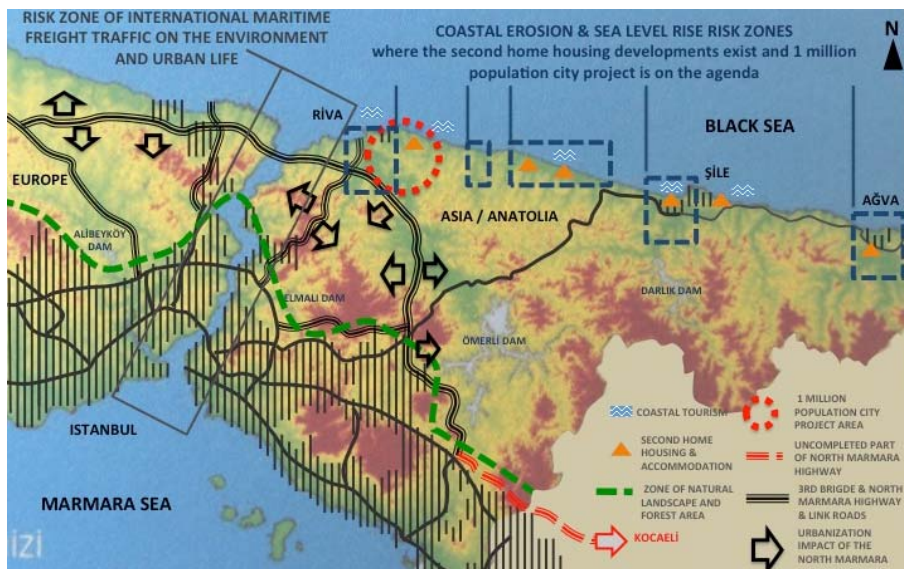 RISK ZONE OF INTERNATIONAL MARITIME
FREIGHT TRAFFIC ON THE ENVIRONMENT
AND URBAN LIFE
COASTAL EROSION & SEA LEVEL RISE RISK ZONES
where the second home housing developments exist and 1 million
population city project is on the agenda
N
RİVA
BLACK SEA
ŞİLE
AĞVA
EUROPE
ASIA / ANATOLIA
ALİBEYKÖY
DAM
ELMALI DAM
DARLIK DAM
ÖMERLİ DAM
ISTANBUL
MARMARA SEA
izi
COASTAL TOURISM
SECOND HOME
HOUSING &
ACCOMMODATION
ZONE OF NATURAL
LANDSCAPE AND
FOREST AREA
KOCAELİ
1 MILLION
POPULATION CITY
PROJECT AREA
UNCOMPLETED PART
OF NORTH MARMARA
HIGHWAY
3RD BRIGDE & NORTH
MARMARA HIGHWAY
& LINK ROADS
URBANIZATION
IMPACT OF THE
NORTH MARMARA